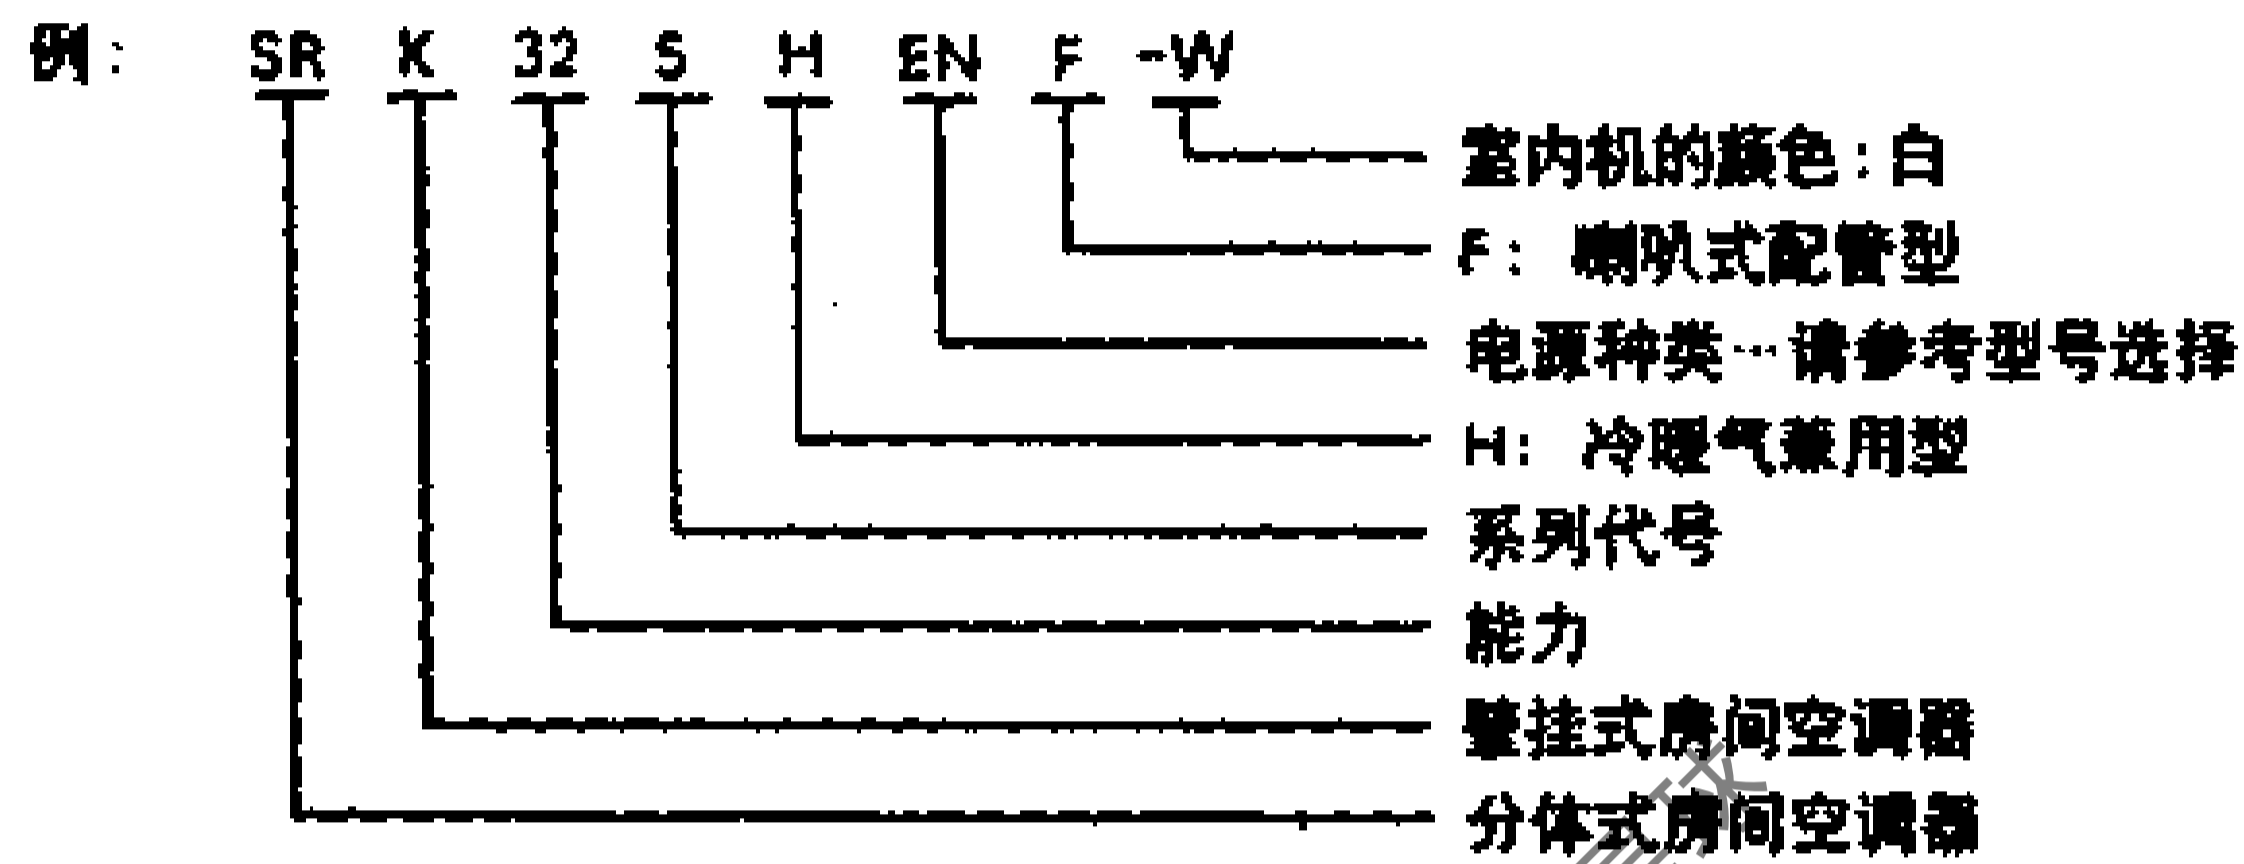 例: SR K 32 S H EN F -W
室内机的颜色:白
F: 喇叭式配管型
电源种类…请参考型号选择
H: 冷暖气兼用型
系列代号
能力
壁挂式房间空调器
分体式房间空调器